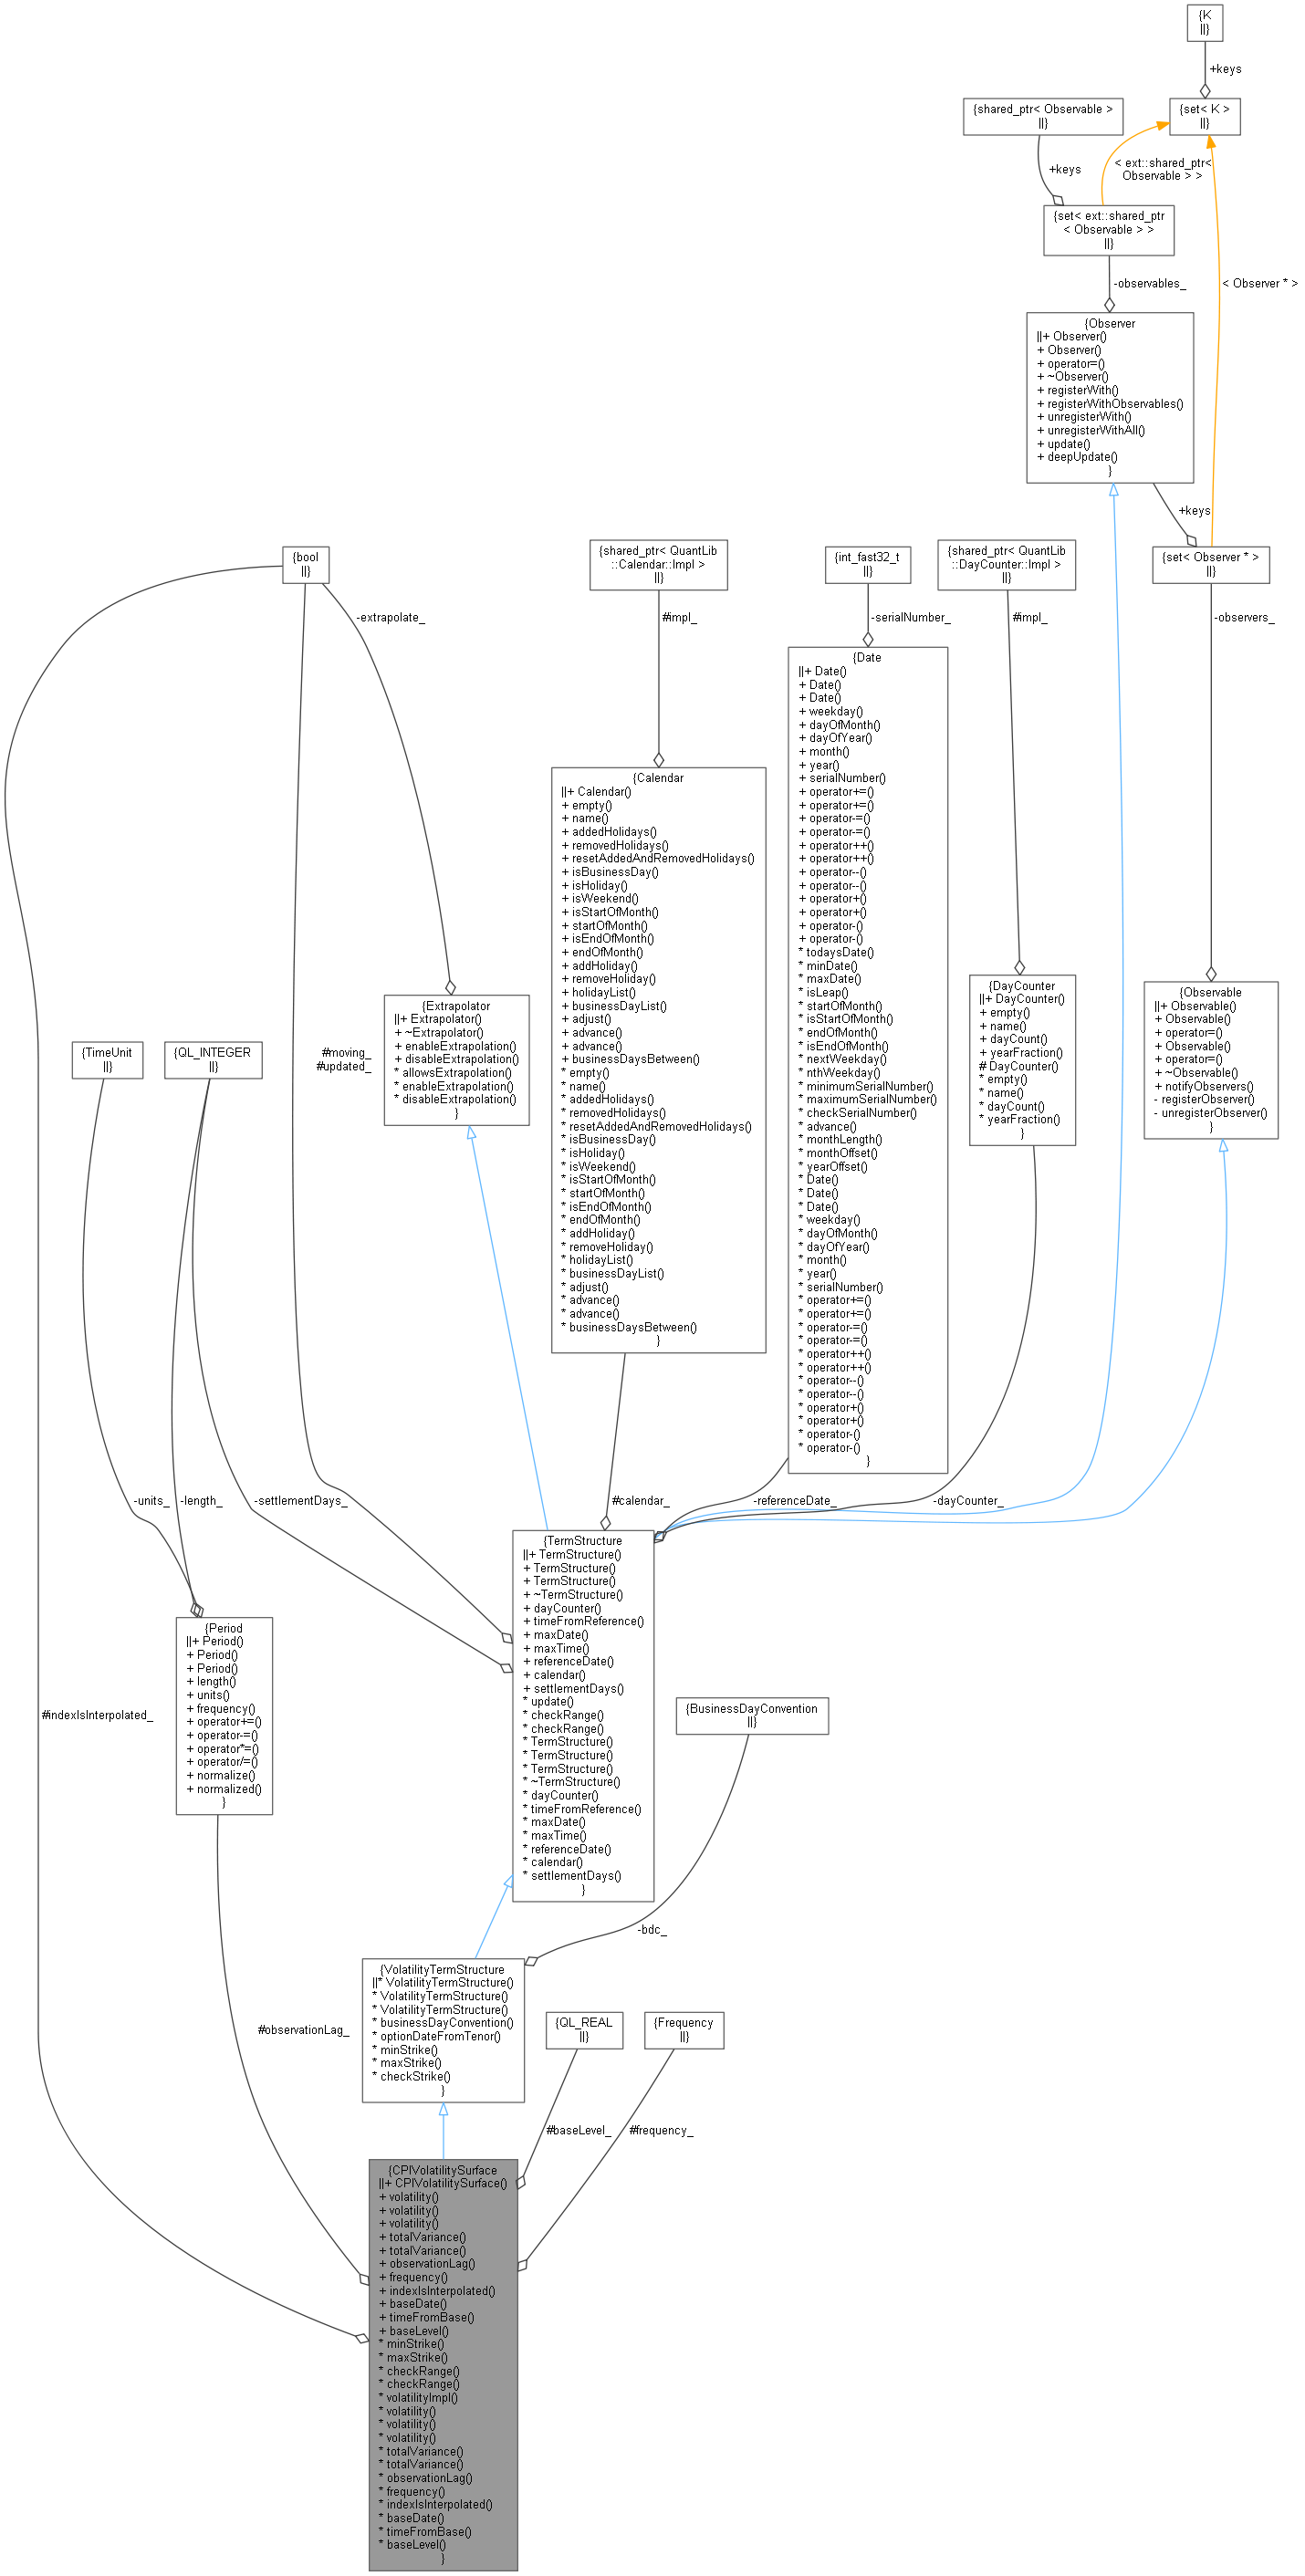 {K
||}
+keys
{shared_ptr< Observable >
||}
{set< K >
||}
+keys
< ext::shared_ptr<
Observable > >
{set< ext::shared_ptr
< Observable > >
||}
-observables_
< Observer * >
{Observer
||+ Observer()
+ Observer()
+ operator=()
+ ~Observer()
+ registerWith()
+ registerWithObservables()
+ unregisterWith()
+ unregisterWithAll()
+ update()
+ deepUpdate()
}
+keys
{bool
||}
{shared_ptr< QuantLib
::Calendar::Impl >
||}
{int_fast32_t
||}
{shared_ptr< QuantLib
::DayCounter::Impl >
||}
{set< Observer * >
||}
-extrapolate_
#impl_
-serialNumber_
#impl_
-observers_
{Date
||+ Date()
+ Date()
+ Date()
+ weekday()
+ dayOfMonth()
+ dayOfYear()
+ month()
+ year()
+ serialNumber()
+ operator+=()
+ operator+=()
+ operator-=()
+ operator-=()
+ operator++()
+ operator++()
+ operator--()
+ operator--()
+ operator+()
+ operator+()
+ operator-()
+ operator-()
* todaysDate()
* minDate()
* maxDate()
* isLeap()
* startOfMonth()
* isStartOfMonth()
* endOfMonth()
* isEndOfMonth()
* nextWeekday()
* nthWeekday()
* minimumSerialNumber()
* maximumSerialNumber()
* checkSerialNumber()
* advance()
* monthLength()
* monthOffset()
* yearOffset()
* Date()
* Date()
* Date()
* weekday()
* dayOfMonth()
* dayOfYear()
* month()
* year()
* serialNumber()
* operator+=()
* operator+=()
* operator-=()
* operator-=()
* operator++()
* operator++()
* operator--()
* operator--()
* operator+()
* operator+()
* operator-()
* operator-()
}
{Calendar
||+ Calendar()
+ empty()
+ name()
+ addedHolidays()
+ removedHolidays()
+ resetAddedAndRemovedHolidays()
+ isBusinessDay()
+ isHoliday()
+ isWeekend()
+ isStartOfMonth()
+ startOfMonth()
+ isEndOfMonth()
+ endOfMonth()
+ addHoliday()
+ removeHoliday()
+ holidayList()
+ businessDayList()
+ adjust()
+ advance()
+ advance()
+ businessDaysBetween()
* empty()
* name()
* addedHolidays()
* removedHolidays()
* resetAddedAndRemovedHolidays()
* isBusinessDay()
* isHoliday()
* isWeekend()
* isStartOfMonth()
* startOfMonth()
* isEndOfMonth()
* endOfMonth()
* addHoliday()
* removeHoliday()
* holidayList()
* businessDayList()
* adjust()
* advance()
* advance()
* businessDaysBetween()
}
{DayCounter
||+ DayCounter()
+ empty()
+ name()
+ dayCount()
+ yearFraction()
# DayCounter()
* empty()
* name()
* dayCount()
* yearFraction()
}
{Observable
||+ Observable()
+ Observable()
+ operator=()
+ Observable()
+ operator=()
+ ~Observable()
+ notifyObservers()
- registerObserver()
- unregisterObserver()
}
{Extrapolator
||+ Extrapolator()
+ ~Extrapolator()
+ enableExtrapolation()
+ disableExtrapolation()
* allowsExtrapolation()
* enableExtrapolation()
* disableExtrapolation()
}
{TimeUnit
||}
{QL_INTEGER
||}
#moving_
#updated_
-units_
-length_
-settlementDays_
#calendar_
-referenceDate_
-dayCounter_
{TermStructure
||+ TermStructure()
+ TermStructure()
+ TermStructure()
+ ~TermStructure()
+ dayCounter()
+ timeFromReference()
+ maxDate()
+ maxTime()
+ referenceDate()
+ calendar()
+ settlementDays()
* update()
* checkRange()
* checkRange()
* TermStructure()
* TermStructure()
* TermStructure()
* ~TermStructure()
* dayCounter()
* timeFromReference()
* maxDate()
* maxTime()
* referenceDate()
* calendar()
* settlementDays()
}
{Period
||+ Period()
+ Period()
+ Period()
+ length()
+ units()
+ frequency()
+ operator+=()
+ operator-=()
+ operator*=()
+ operator/=()
+ normalize()
+ normalized()
}
#indexIsInterpolated_
{BusinessDayConvention
||}
-bdc_
{VolatilityTermStructure
||* VolatilityTermStructure()
* VolatilityTermStructure()
* VolatilityTermStructure()
* businessDayConvention()
* optionDateFromTenor()
* minStrike()
* maxStrike()
* checkStrike()
}
#observationLag_
{QL_REAL
||}
{Frequency
||}
#baseLevel_
#frequency_
{CPIVolatilitySurface
||+ CPIVolatilitySurface()
+ volatility()
+ volatility()
+ volatility()
+ totalVariance()
+ totalVariance()
+ observationLag()
+ frequency()
+ indexIsInterpolated()
+ baseDate()
+ timeFromBase()
+ baseLevel()
* minStrike()
* maxStrike()
* checkRange()
* checkRange()
* volatilityImpl()
* volatility()
* volatility()
* volatility()
* totalVariance()
* totalVariance()
* observationLag()
* frequency()
* indexIsInterpolated()
* baseDate()
* timeFromBase()
* baseLevel()
}